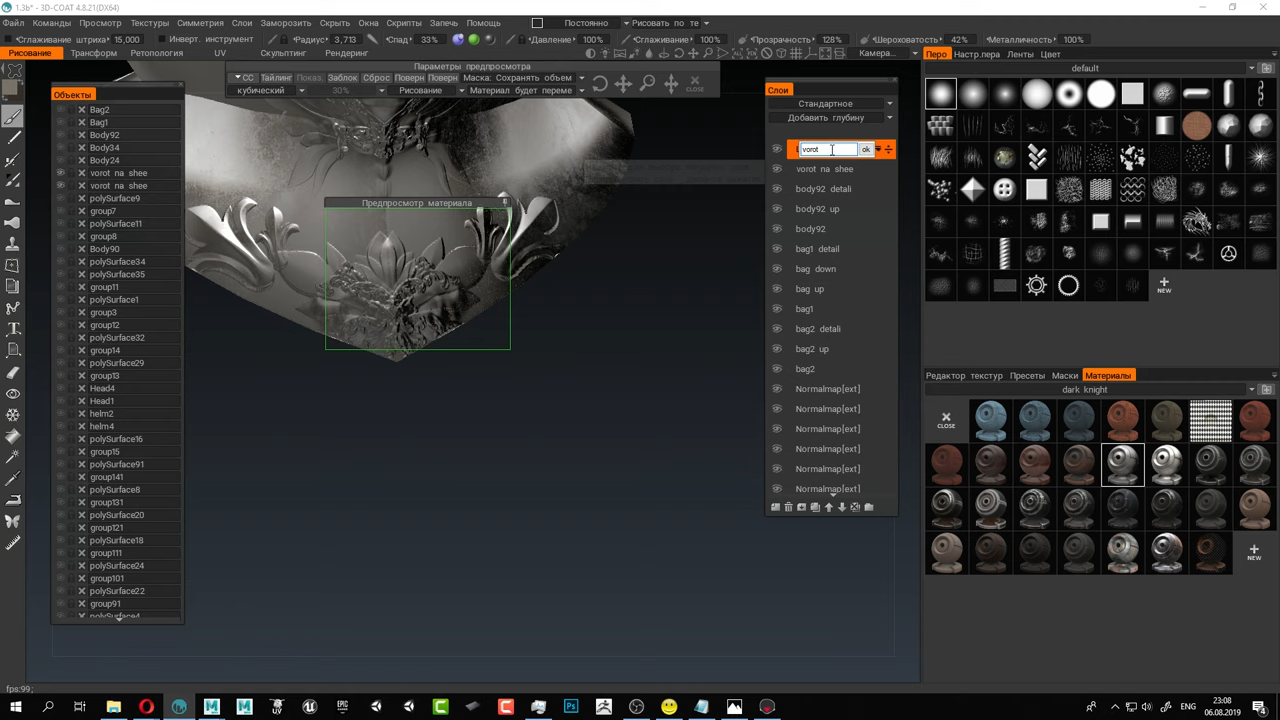 1.3b* - 3D-COAT 4.8.21(DX64)
Файл Команды Просмотр Текстуры Симметрия Слои Заморозить Скрыть Окна Скрипты Запечь Помощь Постоянно Рисовать по те
Сглаживание штриха 15,000 Инверт. инструмент Радиус 3,713 Спад 33% Давление 100% Сглаживание 100% Прозрачность 128% Шероховатость 42% Металличность 100%
Рисование Трансформ Ретопология UV Скульптинг Рендеринг Камера...
Перо Настр.пера Ленты Цвет
default
Параметры предпросмотра
СС Тайлинг Показ. Заблок Сброс Поверн Поверн Маска: Сохранять объем
кубический 30% Рисование Материал будет переме CLOSE
Объекты
Bag2
Bag1
Body92
Body34
Body24
vorot na shee
vorot na shee
polySurface9
group7
polySurface11
group8
Body90
polySurface34
polySurface35
group11
polySurface1
group3
group12
polySurface32
group14
polySurface29
group13
Head4
Head1
helm2
helm4
polySurface16
group15
polySurface91
group141
polySurface8
group131
polySurface20
group121
polySurface18
group111
polySurface24
group101
polySurface22
group91
polySurface4
Предпросмотр материала
Слои
Стандартное
Добавить глубину
vorot ok
vorot na shee
body92 detali
body92 up
body92
bag1 detail
bag down
bag up
bag1
bag2 detali
bag2 up
bag2
Normalmap[ext]
Normalmap[ext]
Normalmap[ext]
Normalmap[ext]
Normalmap[ext]
Normalmap[ext]
NEW
Редактор текстур Пресеты Маски Материалы
dark knight
CLOSE
NEW
fps:99;
UV
EPIC
Ps
23:08
06.08.2019
4